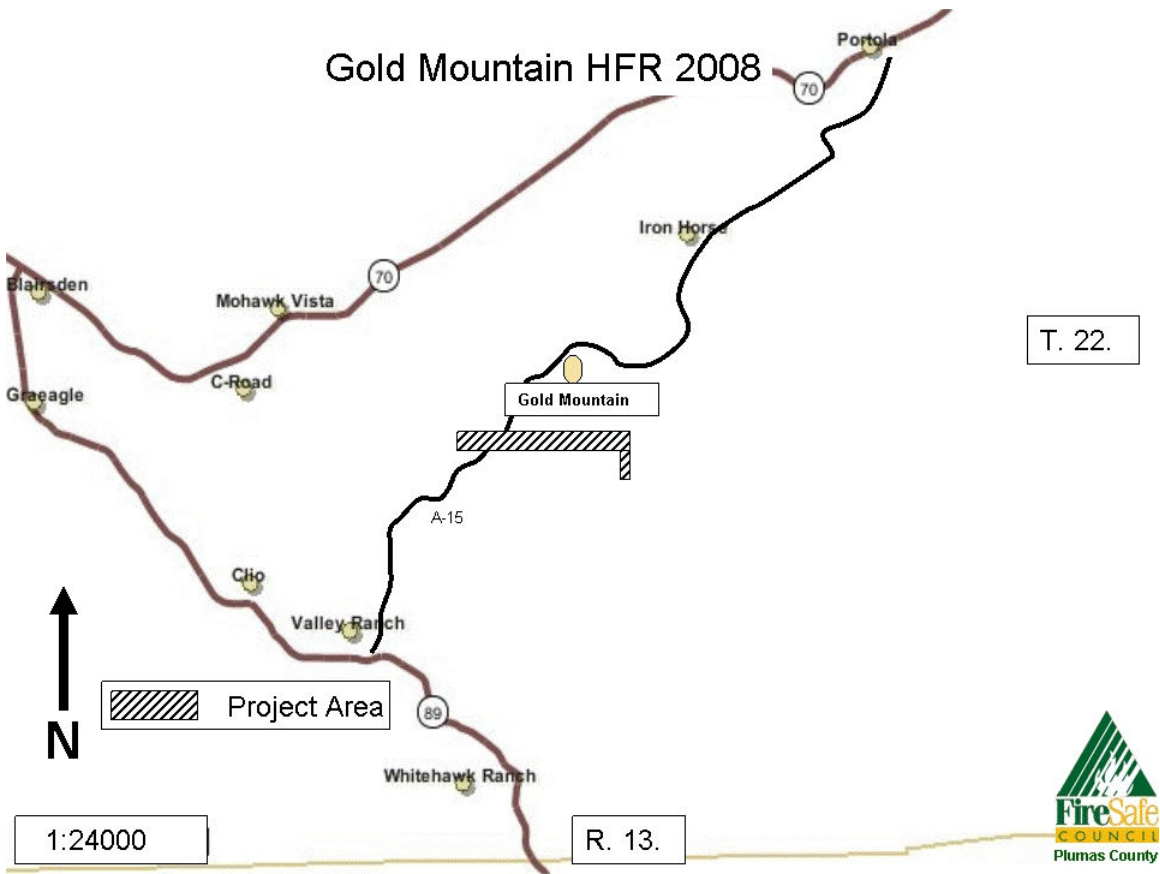 Gold Mountain HFR 2008
Portola
70
Iron Horse
70
Blairsden
Mohawk Vista
T. 22.
C-Road
Graeagle
Gold Mountain
A-15
Clio
Valley Ranch
Project Area
89
N
Whitehawk Ranch
1:24000
R. 13.
FireSafe
COUNCIL
Plumas County